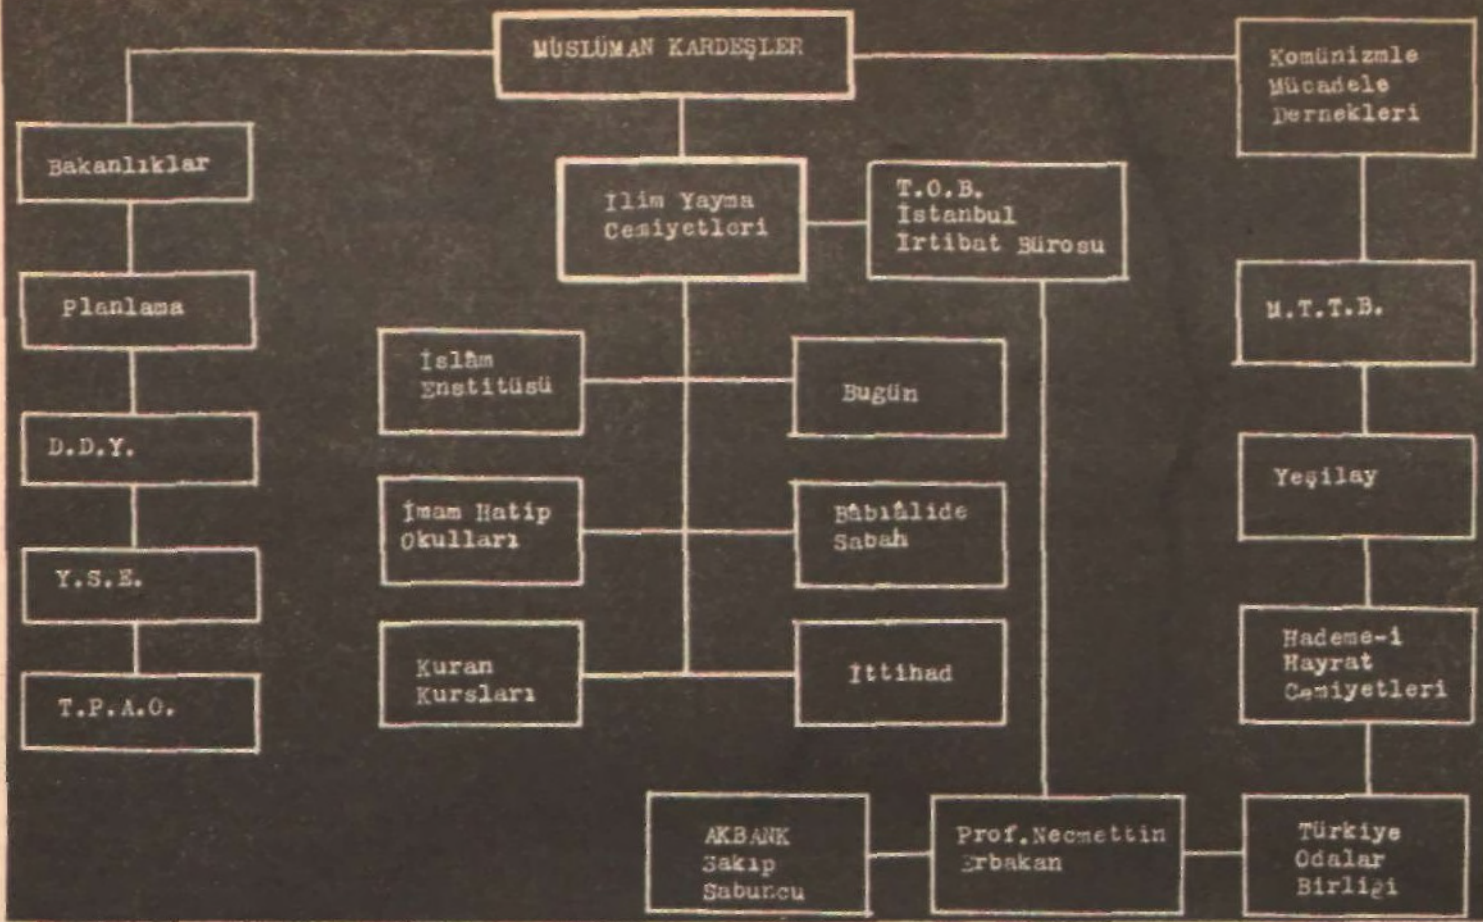 MÜSLÜMAN KARDEŞLER
Komünizmle
Mücadele
Dernekleri
Bakanlıklar
İlim Yayma
Cemiyetleri
T.O.B.
İstanbul
İrtibat Bürosu
Planlama
M.T.T.B.
İslâm
Enstitüsü
Bugün
D.D.Y.
Yeşilay
İmam Hatip
Okulları
Bâbıâlide
Sabah
Y.S.E.
Hademe-i
Hayrat
Cemiyetleri
Kuran
Kursları
İttihad
T.P.A.O.
AKBANK
Sakıp
Sabuncu
Prof.Necmettin
Erbakan
Türkiye
Odalar
Birliği